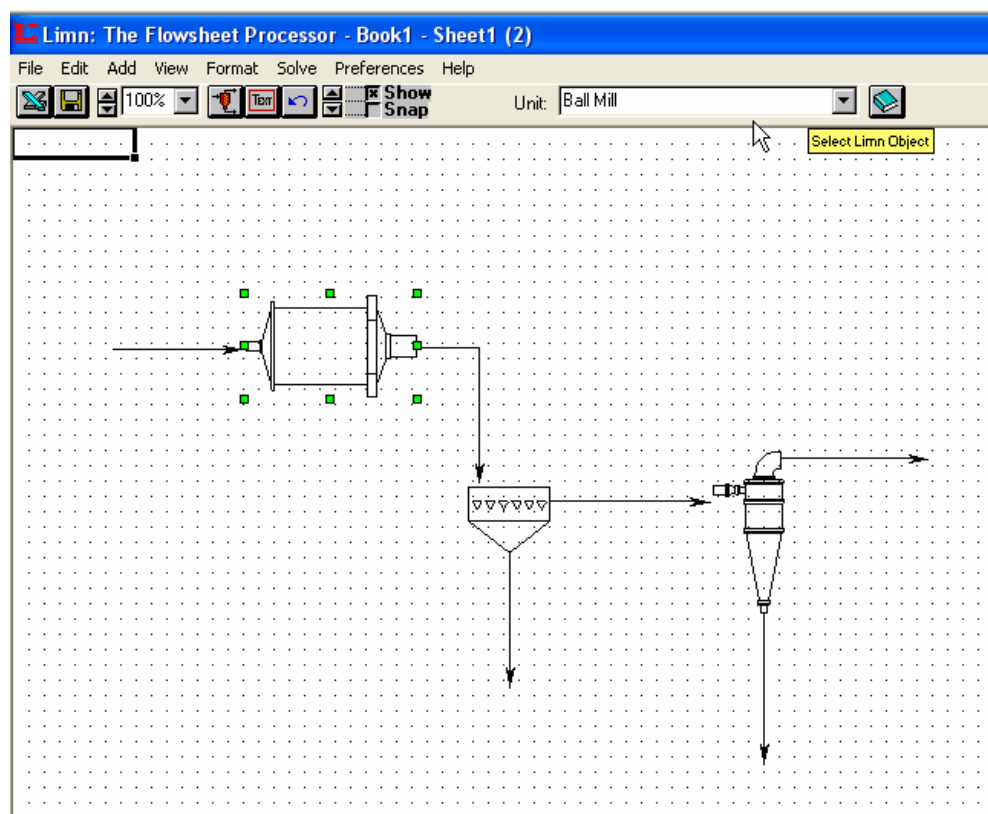 Limn: The Flowsheet Processor - Book1 - Sheet1 (2)
File Edit Add View Format Solve Preferences Help
100% TEXT Show Snap Unit: Ball Mill
Select Limn Object